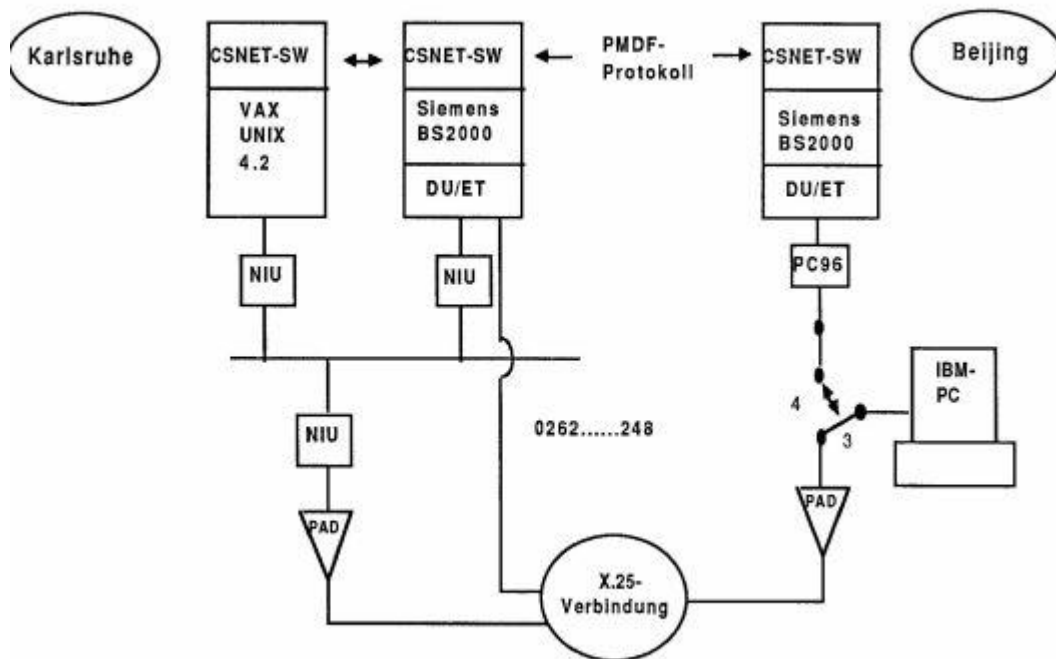 Karlsruhe
CSNET-SW
VAX
UNIX
4.2
CSNET-SW
Siemens
BS2000
DU/ET
PMDF-
Protokoll
CSNET-SW
Siemens
BS2000
DU/ET
Beijing
NIU
NIU
PC96
NIU
0262......248
4
3
IBM-
PC
PAD
PAD
X.25-
Verbindung